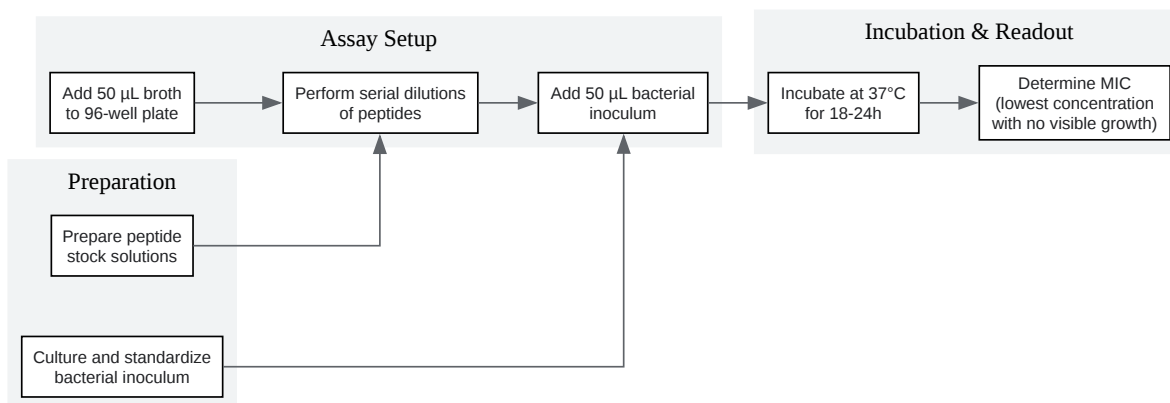 Assay Setup
Add 50 µL broth
to 96-well plate
Perform serial dilutions
of peptides
Add 50 µL bacterial
inoculum
Incubation & Readout
Incubate at 37°C
for 18-24h
Determine MIC
(lowest concentration
with no visible growth)
Preparation
Prepare peptide
stock solutions
Culture and standardize
bacterial inoculum